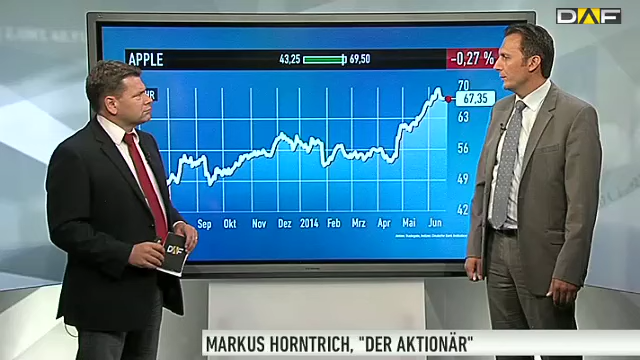 DAF
APPLE 43,25 69,50 -0,27 %
70
67,35
63
56
49
42
Sep Okt Nov Dez 2014 Feb Mrz Apr Mai Jun
DAF
DAF
MARKUS HORNTRICH, "DER AKTIONÄR"